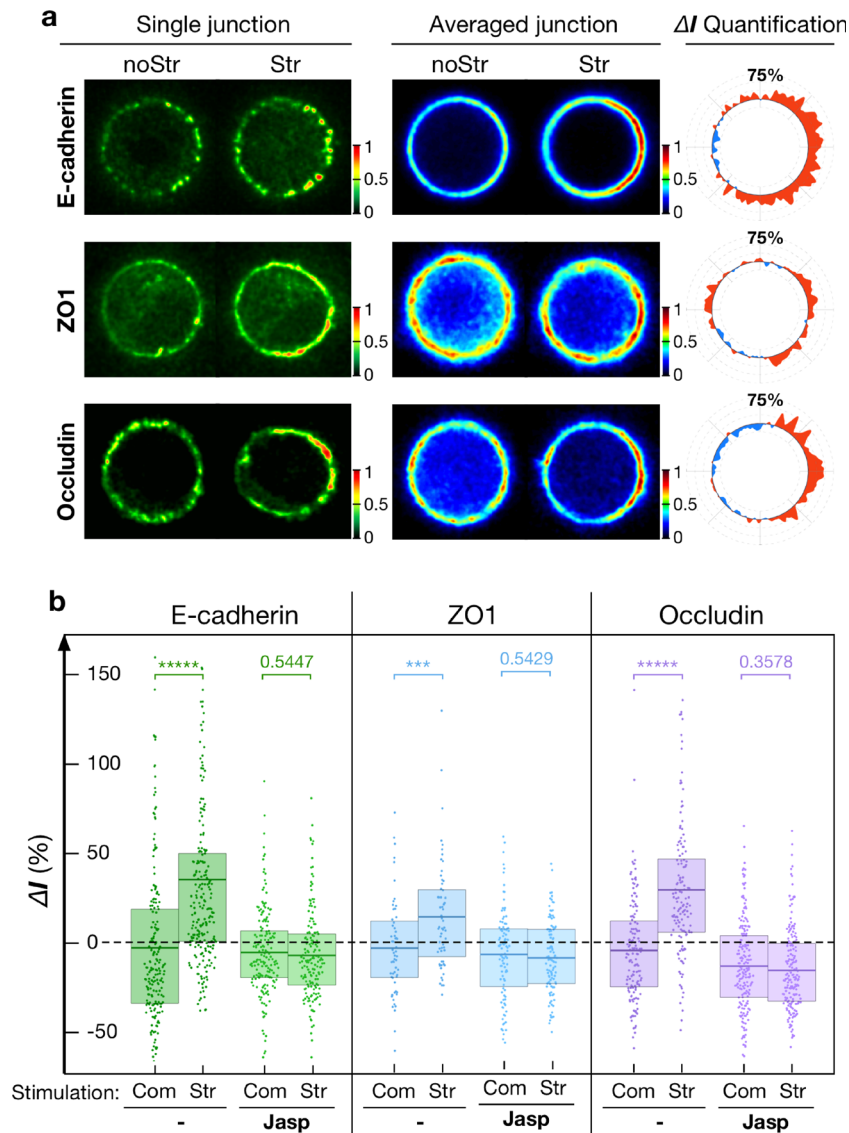 a
Single junction
Averaged junction
ΔI Quantification
noStr
Str
noStr
Str
E-cadherin
1
0.5
0
1
0.5
0
75%
ZO1
1
0.5
0
1
0.5
0
75%
Occludin
1
0.5
0
1
0.5
0
75%
b
E-cadherin
ZO1
Occludin
ΔI (%)
150
100
50
0
-50
*****
0.5447
***
0.5429
*****
0.3578
Stimulation: Com Str Com Str Com Str Com Str Com Str Com Str
- Jasp - Jasp - Jasp